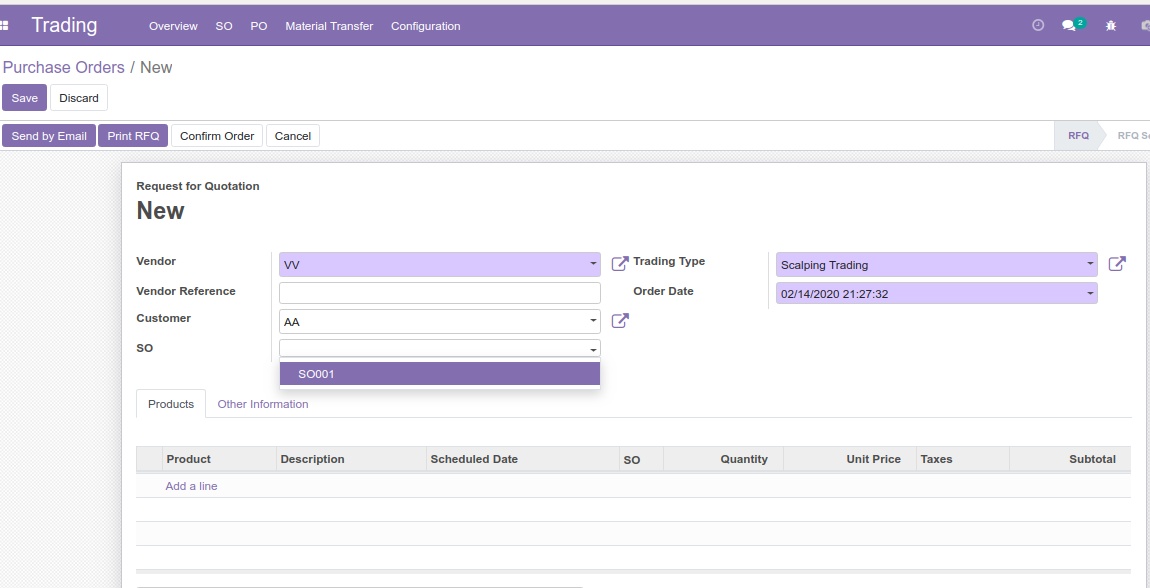 Trading Overview SO PO Material Transfer Configuration 2
Purchase Orders / New
Save Discard
Send by Email Print RFQ Confirm Order Cancel RFQ RFQ Se
Request for Quotation
New
Vendor VV Trading Type Scalping Trading
Vendor Reference Order Date 02/14/2020 21:27:32
Customer AA
SO
SO001
Products Other Information
Product Description Scheduled Date SO Quantity Unit Price Taxes Subtotal
Add a line